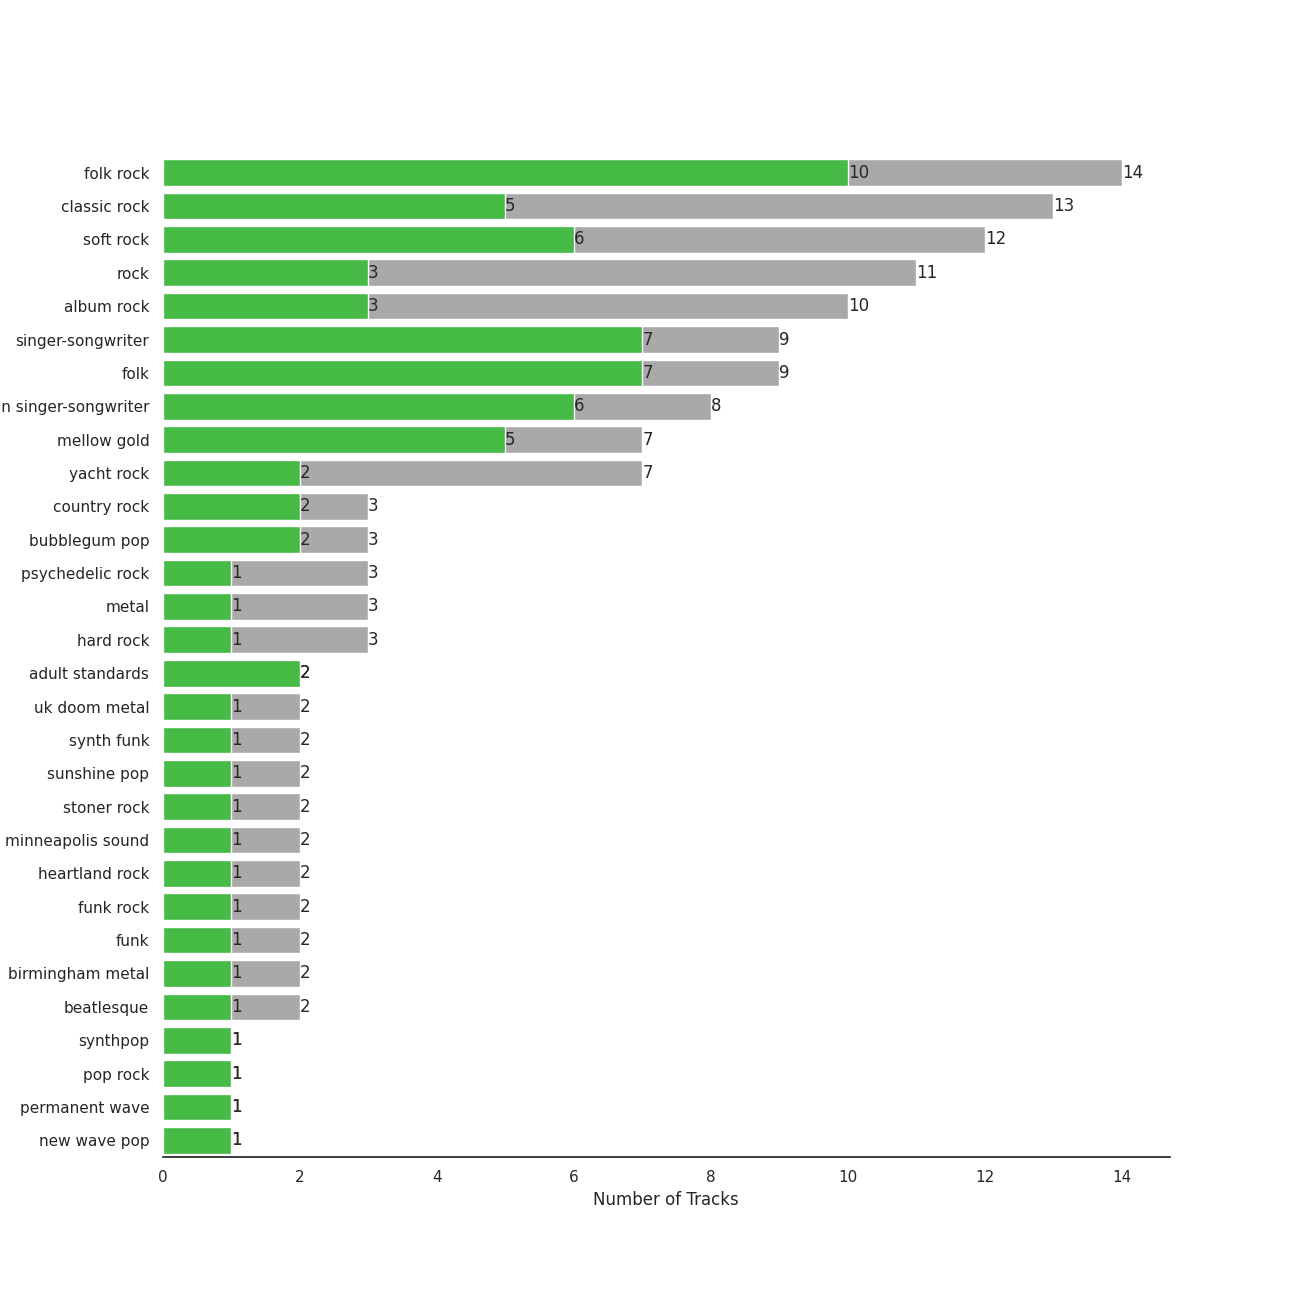 folk rock 10 14
classic rock 5 13
soft rock 6 12
rock 3 11
album rock 3 10
singer-songwriter 7 9
folk 7 9
n singer-songwriter 6 8
mellow gold 5 7
yacht rock 2 7
country rock 2 3
bubblegum pop 2 3
psychedelic rock 1 3
metal 1 3
hard rock 1 3
adult standards 2
uk doom metal 1 2
synth funk 1 2
sunshine pop 1 2
stoner rock 1 2
minneapolis sound 1 2
heartland rock 1 2
funk rock 1 2
funk 1 2
birmingham metal 1 2
beatlesque 1 2
synthpop 1
pop rock 1
permanent wave 1
new wave pop 1
0 2 4 6 8 10 12 14
Number of Tracks